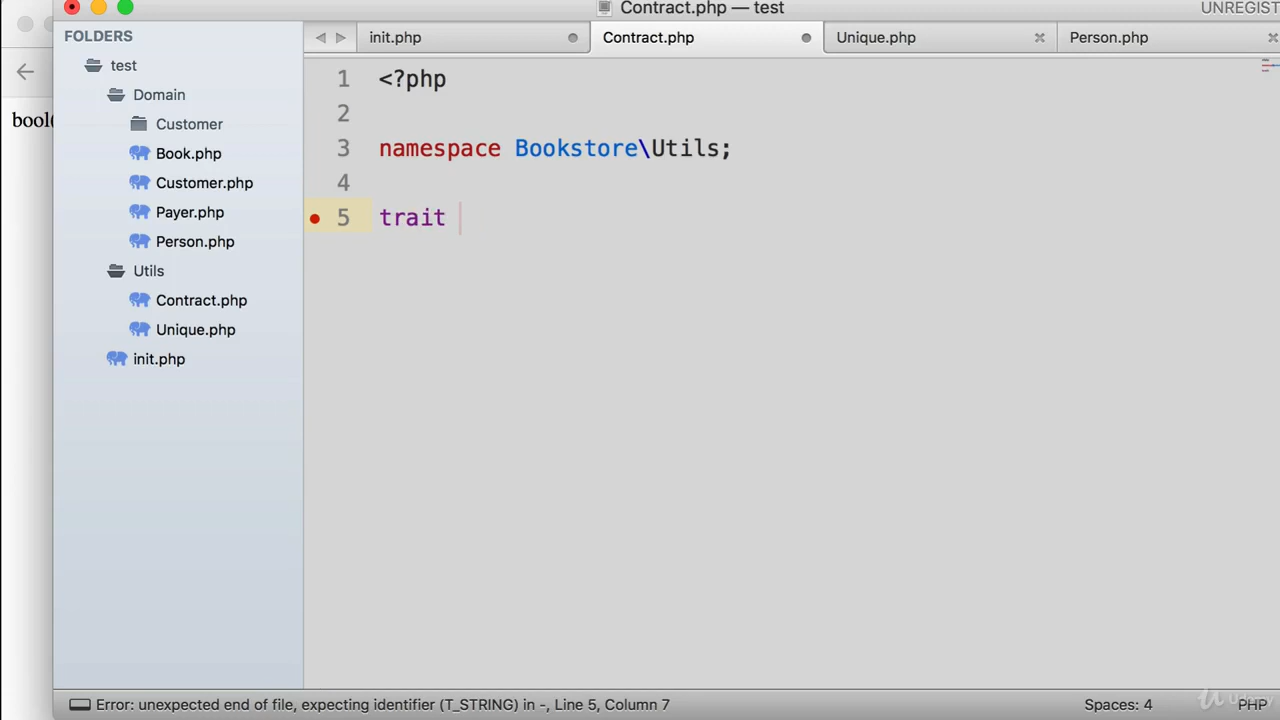 Contract.php — test
UNREGIST
FOLDERS
test
Domain
Customer
Book.php
Customer.php
Payer.php
Person.php
Utils
Contract.php
Unique.php
init.php
bool(
init.php
Contract.php
Unique.php
Person.php
1 <?php
2
3 namespace Bookstore\Utils;
4
5 trait
Error: unexpected end of file, expecting identifier (T_STRING) in -, Line 5, Column 7
Spaces: 4
PHP
Udemy